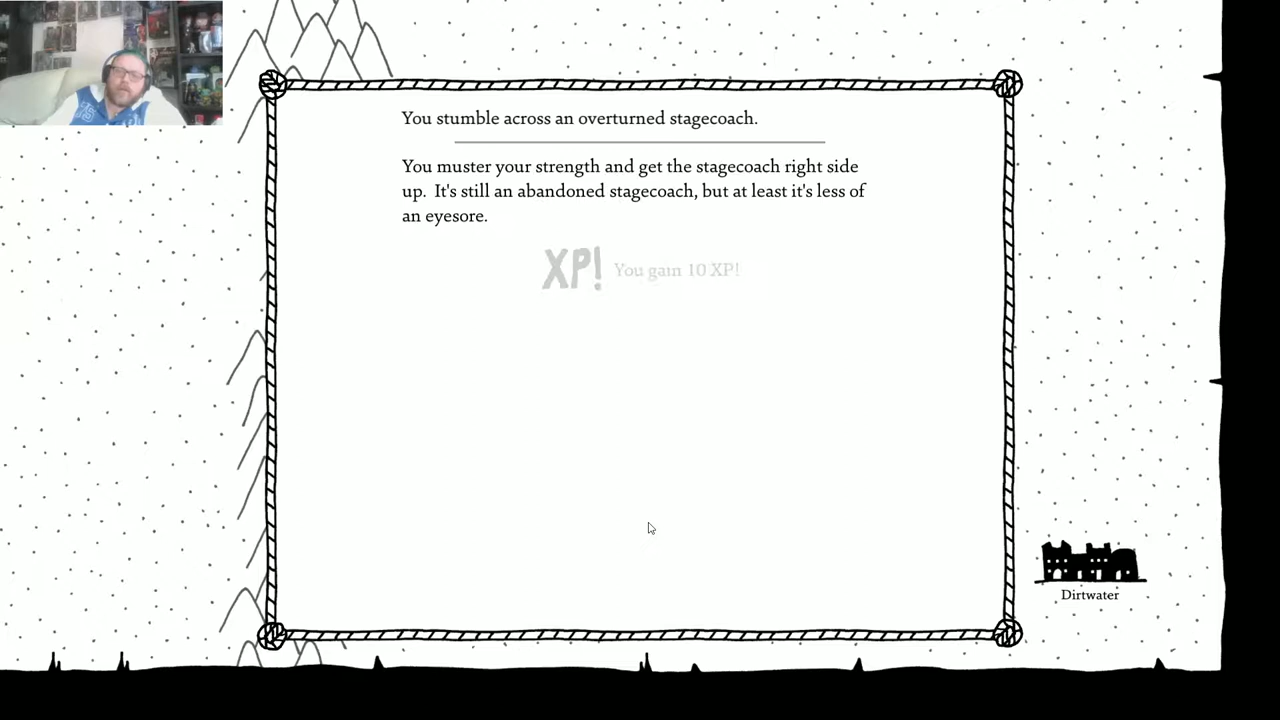 You stumble across an overturned stagecoach.
You muster your strength and get the stagecoach right side
up.  It's still an abandoned stagecoach, but at least it's less of
an eyesore.
XP! You gain 10 XP!
Dirtwater